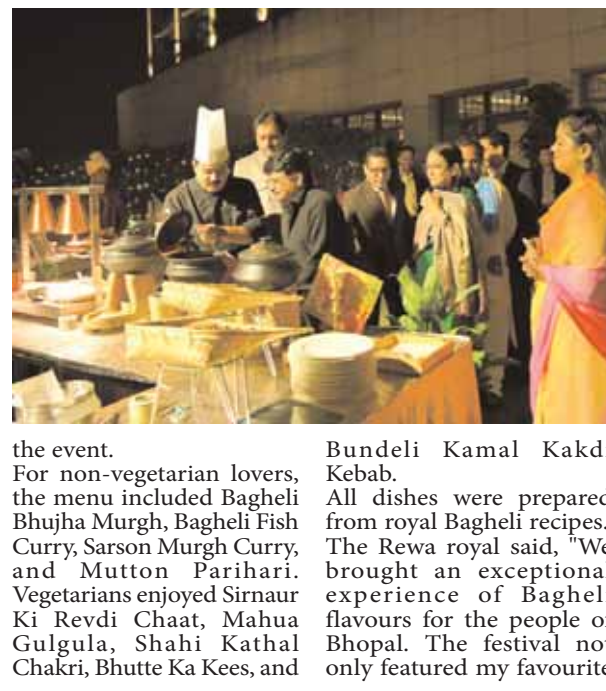 the event.
For non-vegetarian lovers,
the menu included Bagheli
Bhujha Murgh, Bagheli Fish
Curry, Sarson Murgh Curry,
and Mutton Parihari.
Vegetarians enjoyed Sirnaur
Ki Revdi Chaat, Mahua
Gulgula, Shahi Kathal
Chakri, Bhutte Ka Kees, and
Bundeli Kamal Kakdi
Kebab.
All dishes were prepared
from royal Bagheli recipes.
The Rewa royal said, "We
brought an exceptional
experience of Bagheli
flavours for the people of
Bhopal. The festival not
only featured my favourite